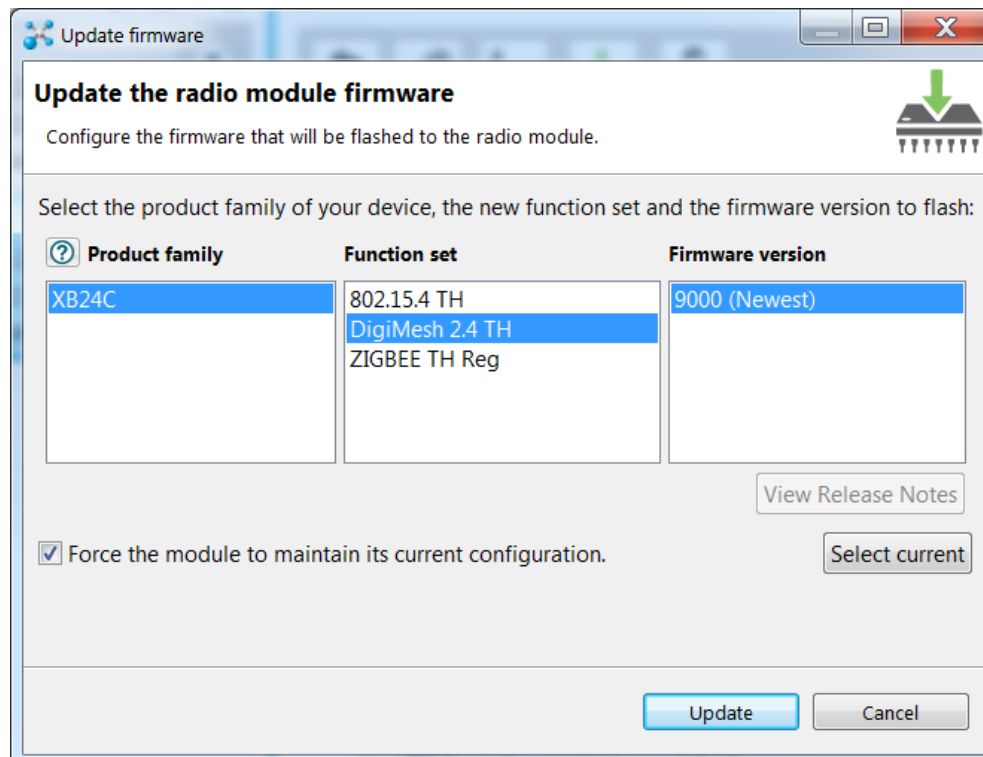 Update firmware
Update the radio module firmware
Configure the firmware that will be flashed to the radio module.
Select the product family of your device, the new function set and the firmware version to flash:
Product family
Function set
Firmware version
XB24C
802.15.4 TH
9000 (Newest)
DigiMesh 2.4 TH
ZIGBEE TH Reg
View Release Notes
Force the module to maintain its current configuration.
Select current
Update
Cancel